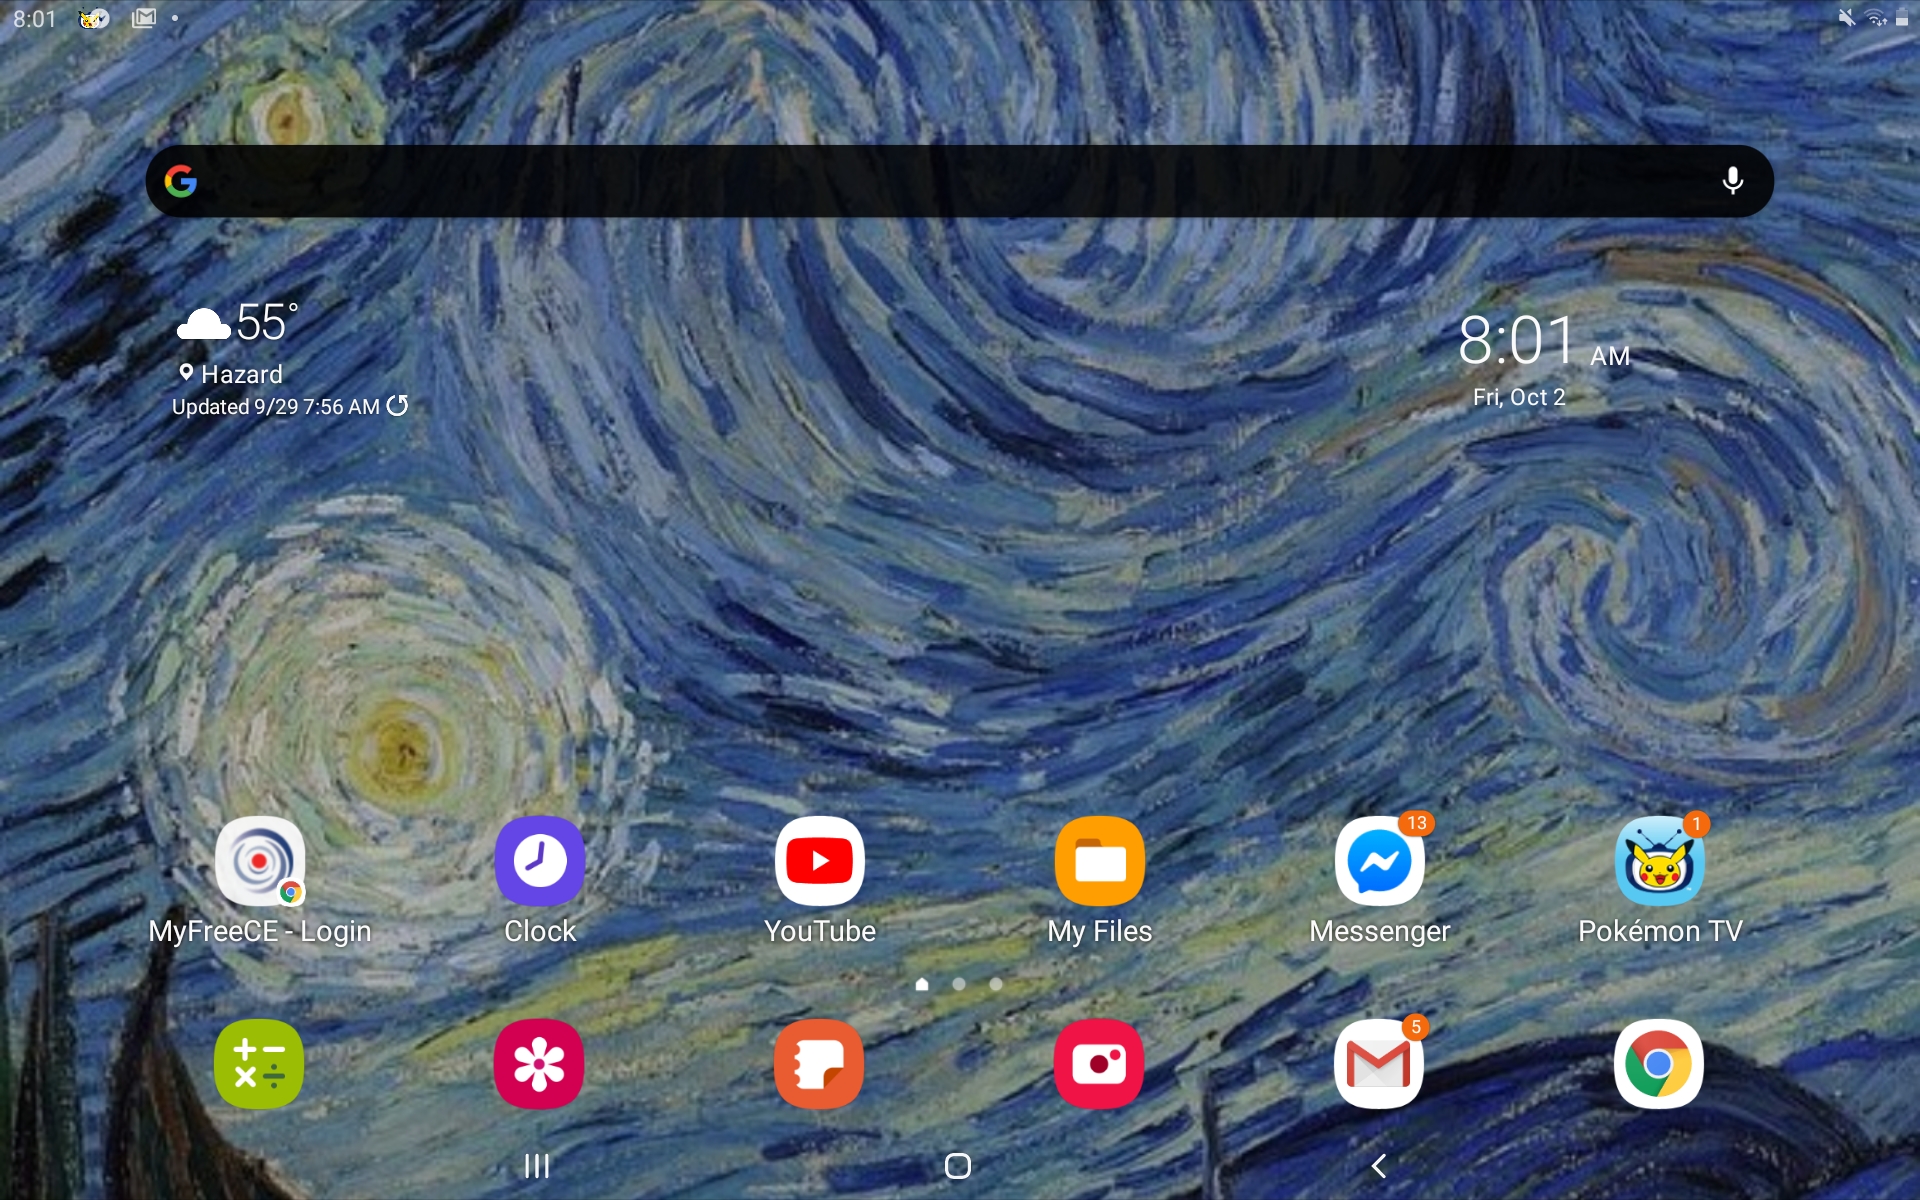 8:01
55°
Hazard
Updated 9/29 7:56 AM
8:01 AM
Fri, Oct 2
13
1
MyFreeCE - Login
Clock
YouTube
My Files
Messenger
Pokémon TV
5